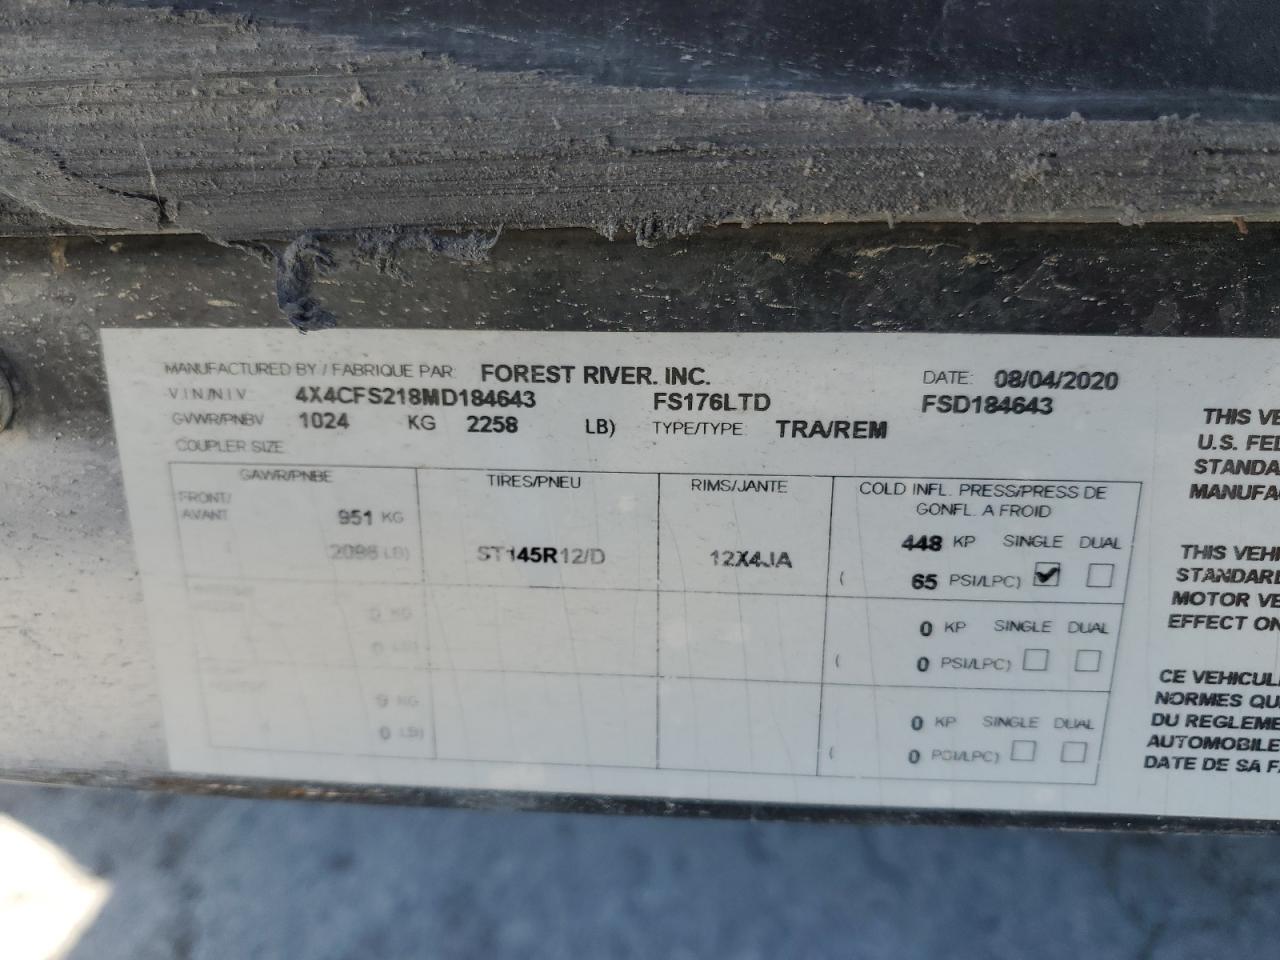 MANUFACTURED BY / FABRIQUE PAR: FOREST RIVER, INC. DATE: 08/04/2020
V.I.N./N.I.V. 4X4CFS218MD184643 FS176LTD FSD184643
GVWR/PNBV 1024 KG 2258 LB) TYPE/TYPE: TRA/REM
COUPLER SIZE
GAWR/PNBE TIRES/PNEU RIMS/JANTE COLD INFL. PRESS/PRESS DE
GONFL. A FROID
FRONT/
AVANT 951 KG
( 2096 LB) ST145R12/D 12X4JA 448 KP SINGLE DUAL
( 65 PSI/LPC)
0 KG
0 LB)
0 KP SINGLE DUAL
( 0 PSI/LPC)
0 KG
0 LB)
0 KP SINGLE DUAL
( 0 PSI/LPC)
THIS VE
U.S. FED
STANDA
MANUFA
THIS VEHI
STANDARD
MOTOR VE
EFFECT ON
CE VEHICULE
NORMES QU
DU REGLEME
AUTOMOBILE
DATE DE SA F